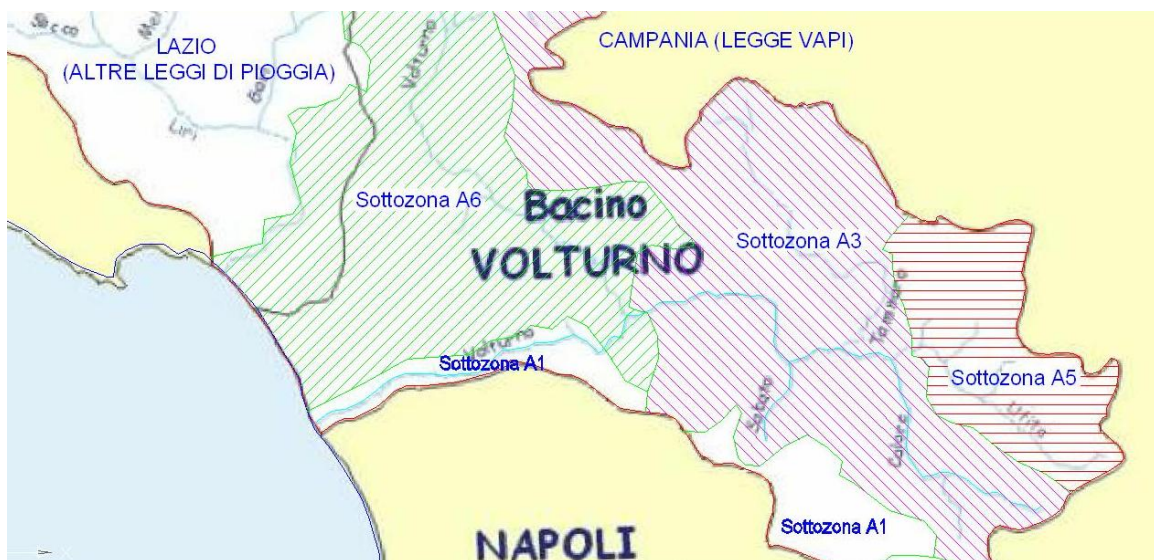 Sacco
LAZIO
(ALTRE LEGGI DI PIOGGIA)
Liri
Volturno
CAMPANIA (LEGGE VAPI)
Sottozona A6
Bacino
VOLTURNO
Sottozona A3
Tammaro
Volturno
Sottozona A1
Sottozona A5
Sabato
Calore
Ufita
Sottozona A1
NAPOLI